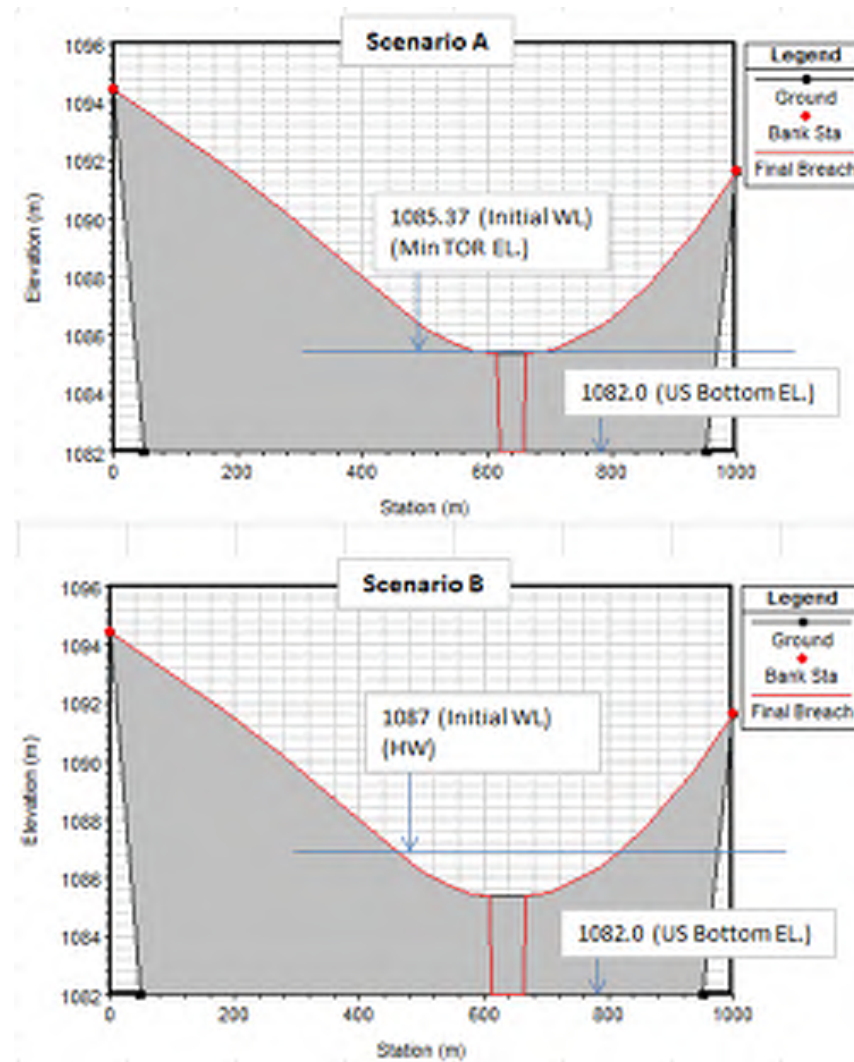 Scenario A
1096
1094
1092
1090
1088
1086
1084
1082
Elevation (m)
1085.37 (Initial WL)
(Min TOR EL.)
1082.0 (US Bottom EL.)
0
200
400
600
800
1000
Station (m)
Legend
Ground
Bank Sta
Final Breach
Scenario B
1096
1094
1092
1090
1088
1086
1084
1082
Elevation (m)
1087 (Initial WL)
(HW)
1082.0 (US Bottom EL.)
0
200
400
600
800
1000
Station (m)
Legend
Ground
Bank Sta
Final Breach